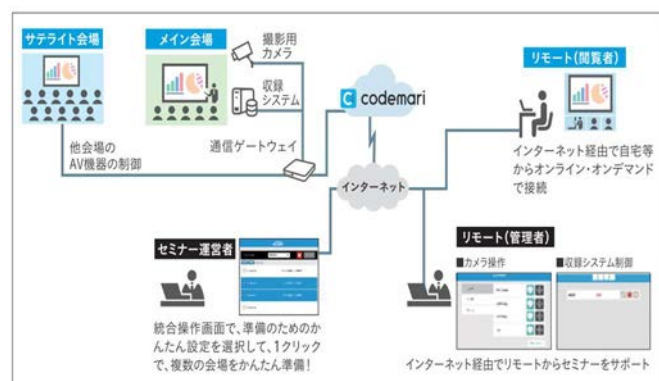 サテライト会場
メイン会場
撮影用
カメラ
収録
システム
他会場の
AV機器の制御
通信ゲートウェイ
codemari
インターネット
リモート(閲覧者)
インターネット経由で自宅等
からオンライン・オンデマンド
で接続
セミナー運営者
統合操作画面で、準備のためのか
んたん設定を選択して、1クリック
で、複数の会場をかんたん準備!
リモート(管理者)
■カメラ操作
■収録システム制御
インターネット経由でリモートからセミナーをサポート